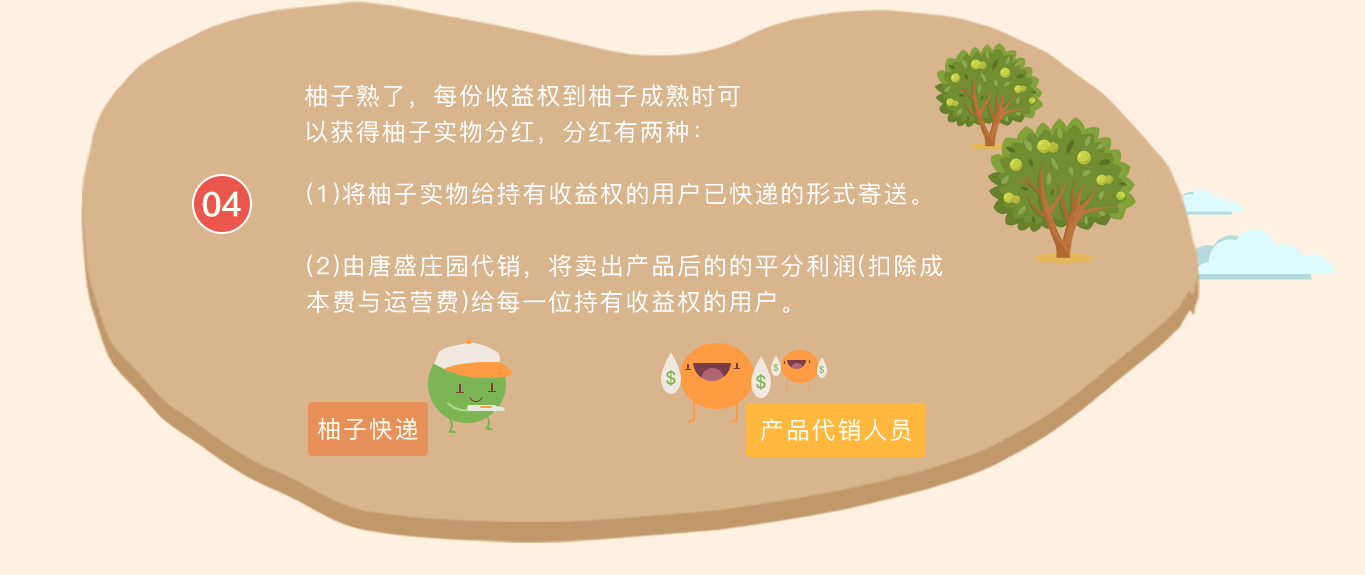 柚子熟了，每份收益权到柚子成熟时可
以获得柚子实物分红，分红有两种：
04
(1)将柚子实物给持有收益权的用户已快递的形式寄送。
(2)由唐盛庄园代销，将卖出产品后的的平分利润(扣除成
本费与运营费)给每一位持有收益权的用户。
$ $ $ $
柚子快递
产品代销人员